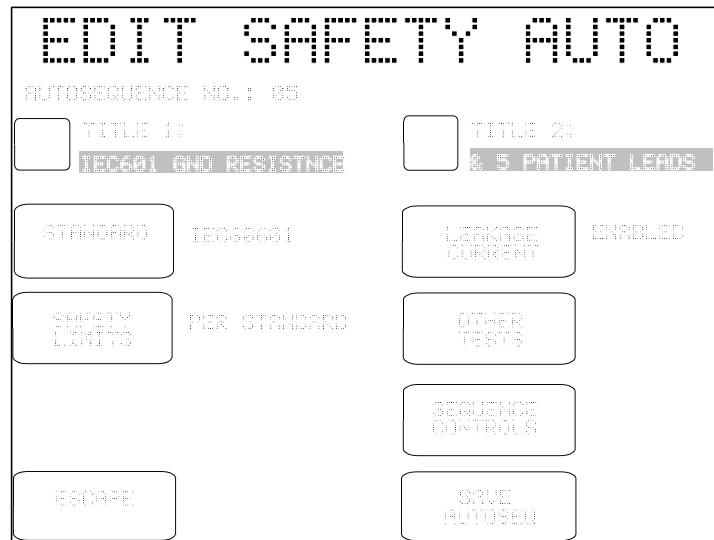 EDIT SAFETY AUTO
AUTOSEQUENCE NO.: 05
TITLE 1:
IEC601 GND RESISTNCE
TITLE 2:
& 5 PATIENT LEADS
STANDARD
IEC60601
LEAKAGE
CURRENT
ENABLED
SAFETY
LIMITS
PER STANDARD
OTHER
TESTS
SEQUENCE
CONTROLS
ESCAPE
SAVE
AUTOSEQ